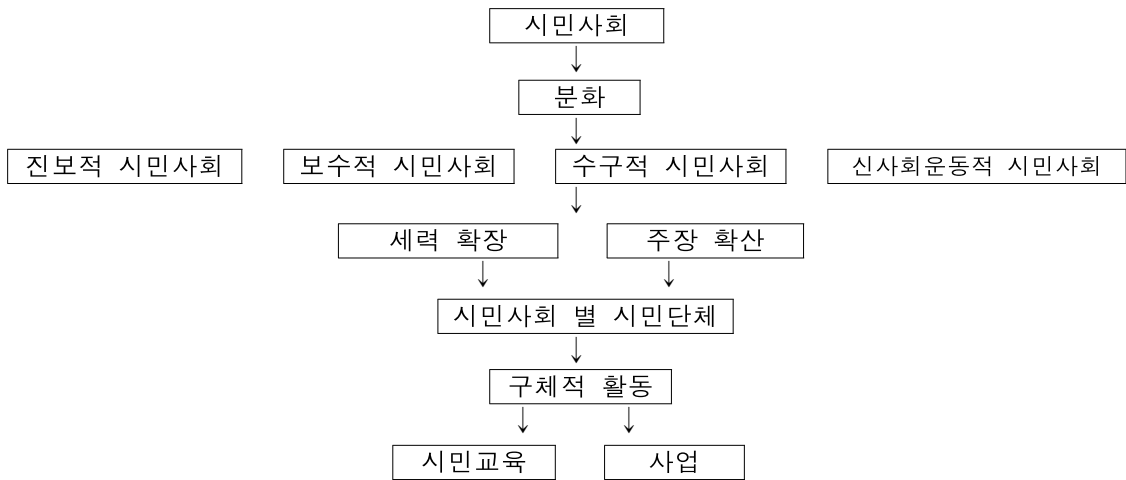 시민사회
분화
진보적 시민사회 보수적 시민사회 수구적 시민사회 신사회운동적 시민사회
세력 확장 주장 확산
시민사회 별 시민단체
구체적 활동
시민교육 사업